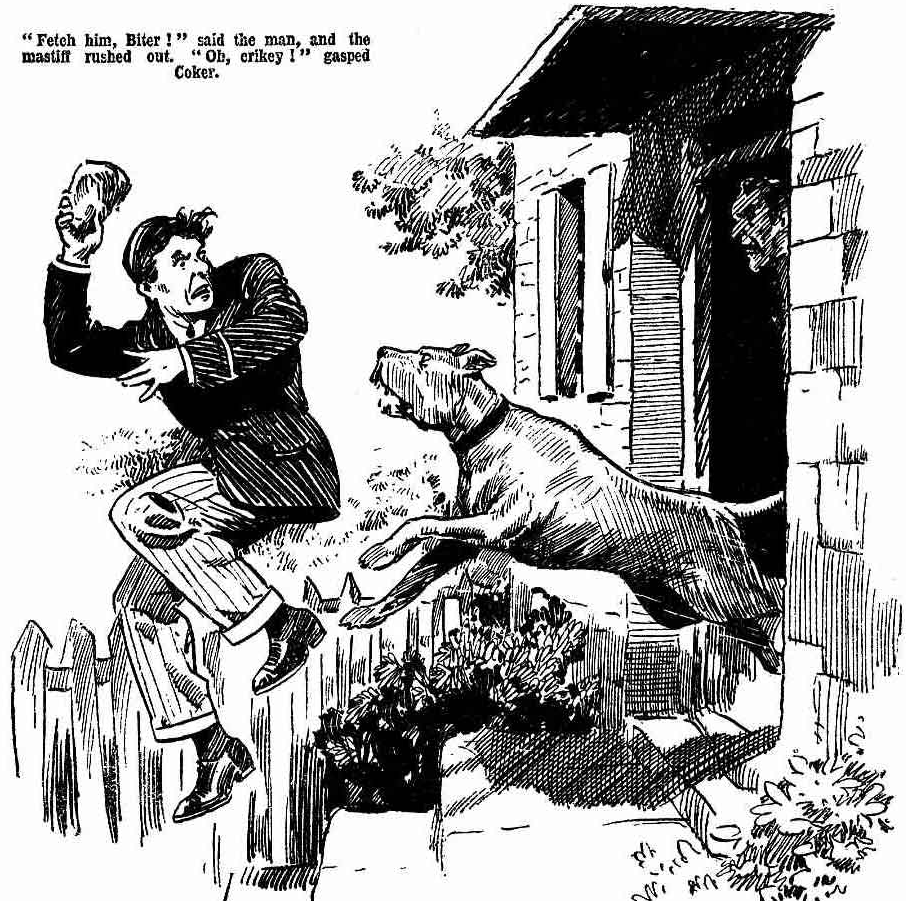 "Fetch him, Biter!" said the man, and the
mastiff rushed out. "Oh, crikey!" gasped
Coker.